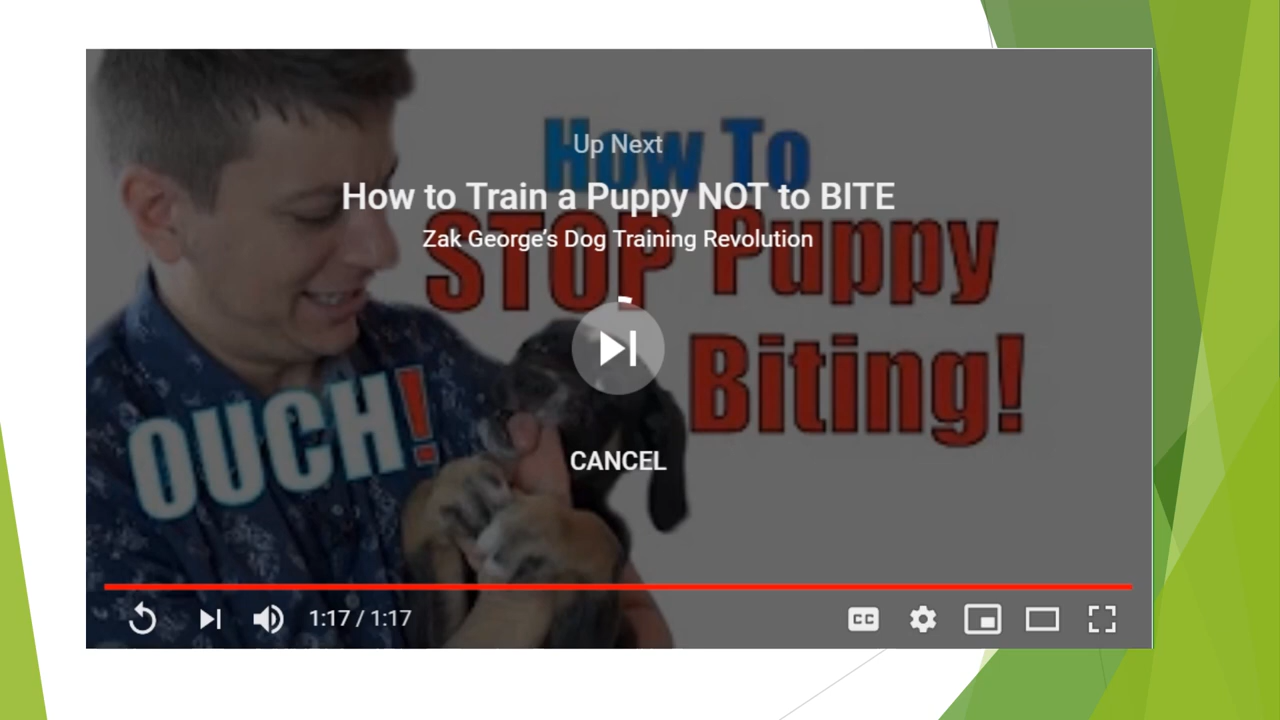 How To
Up Next
How to Train a Puppy NOT to BITE
STOP Puppy
Zak George's Dog Training Revolution
Biting!
OUCH!
CANCEL
1:17 / 1:17
CC